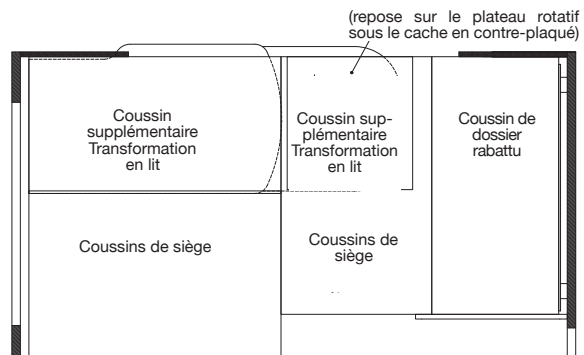 (repose sur le plateau rotatif
sous le cache en contre-plaqué)
Coussin
supplémentaire
Transformation
en lit
Coussin sup-
plémentaire
Transformation
en lit
Coussin de
dossier
rabattu
Coussins de siège
Coussins de
siège